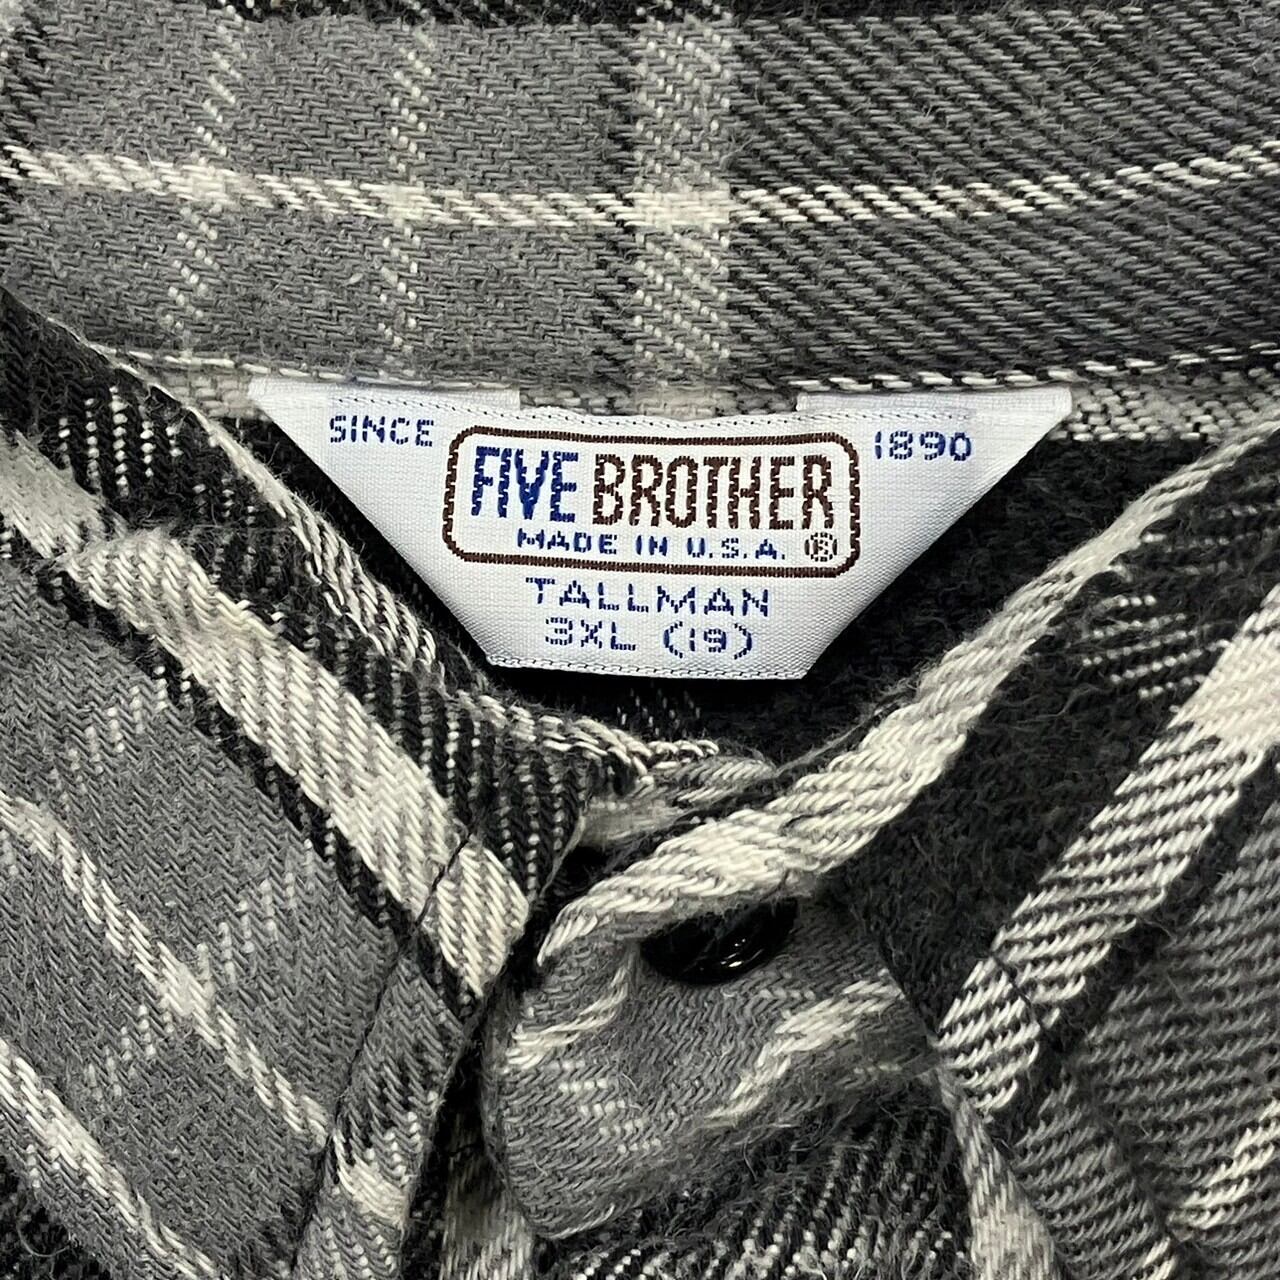 SINCE 1890
FIVE BROTHER
MADE IN U.S.A. ®
TALLMAN
3XL (19)